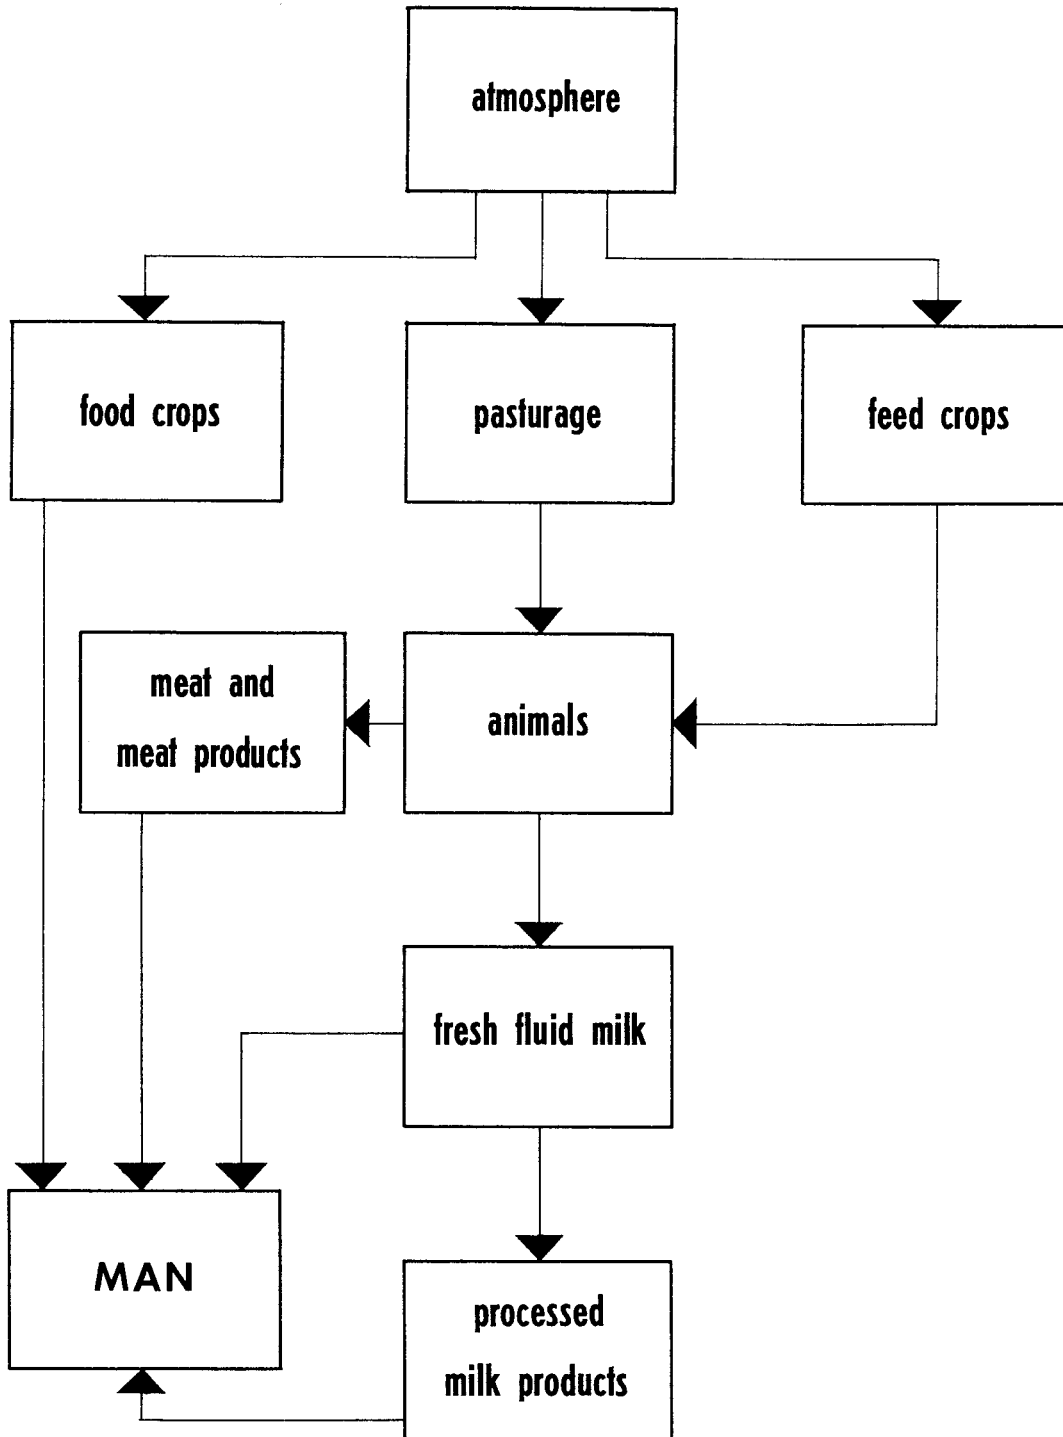 atmosphere
food crops
pasturage
feed crops
meat and
meat products
animals
fresh fluid milk
MAN
processed
milk products